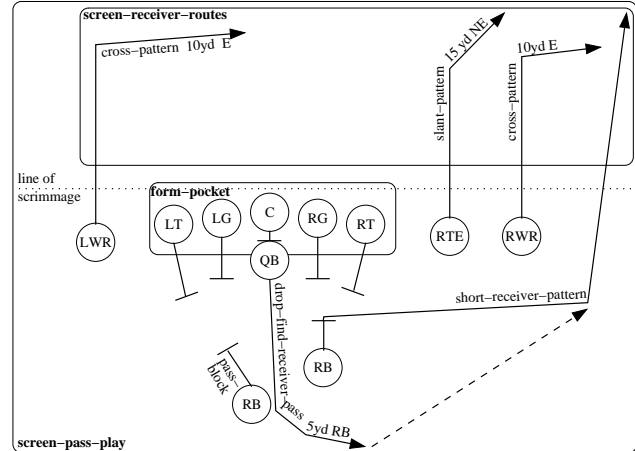 screen-receiver-routes
cross-pattern 10yd E
slant-pattern
15 yd NE
cross-pattern
10yd E
line of
scrimmage
form-pocket
LT
LG
C
RG
RT
LWR
QB
RTE
RWR
short-receiver-pattern
drop-find-receiver-pass
5yd RB
pass-
block
RB
RB
screen-pass-play